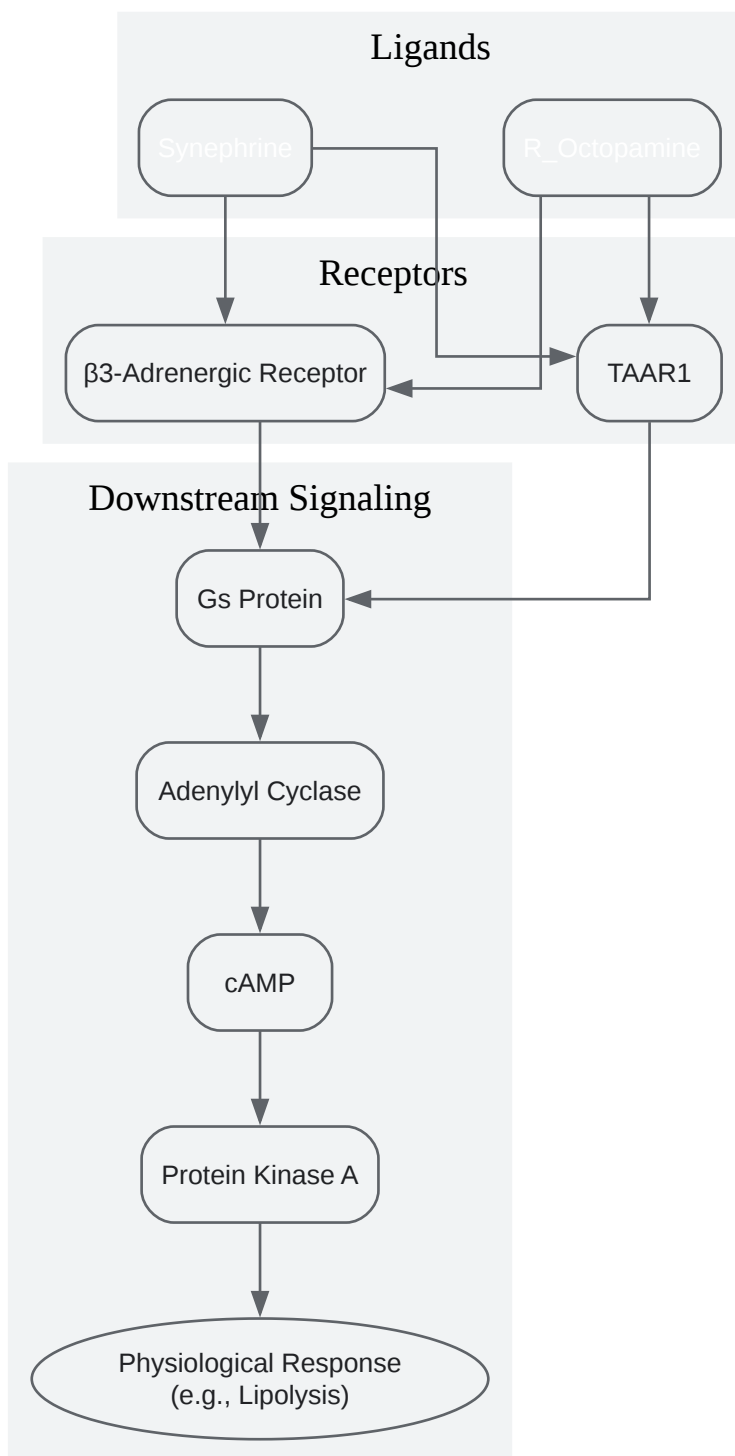 Ligands
Synephrine
R_Octopamine
Receptors
β3-Adrenergic Receptor
TAAR1
Downstream Signaling
Gs Protein
Adenylyl Cyclase
cAMP
Protein Kinase A
Physiological Response
(e.g., Lipolysis)